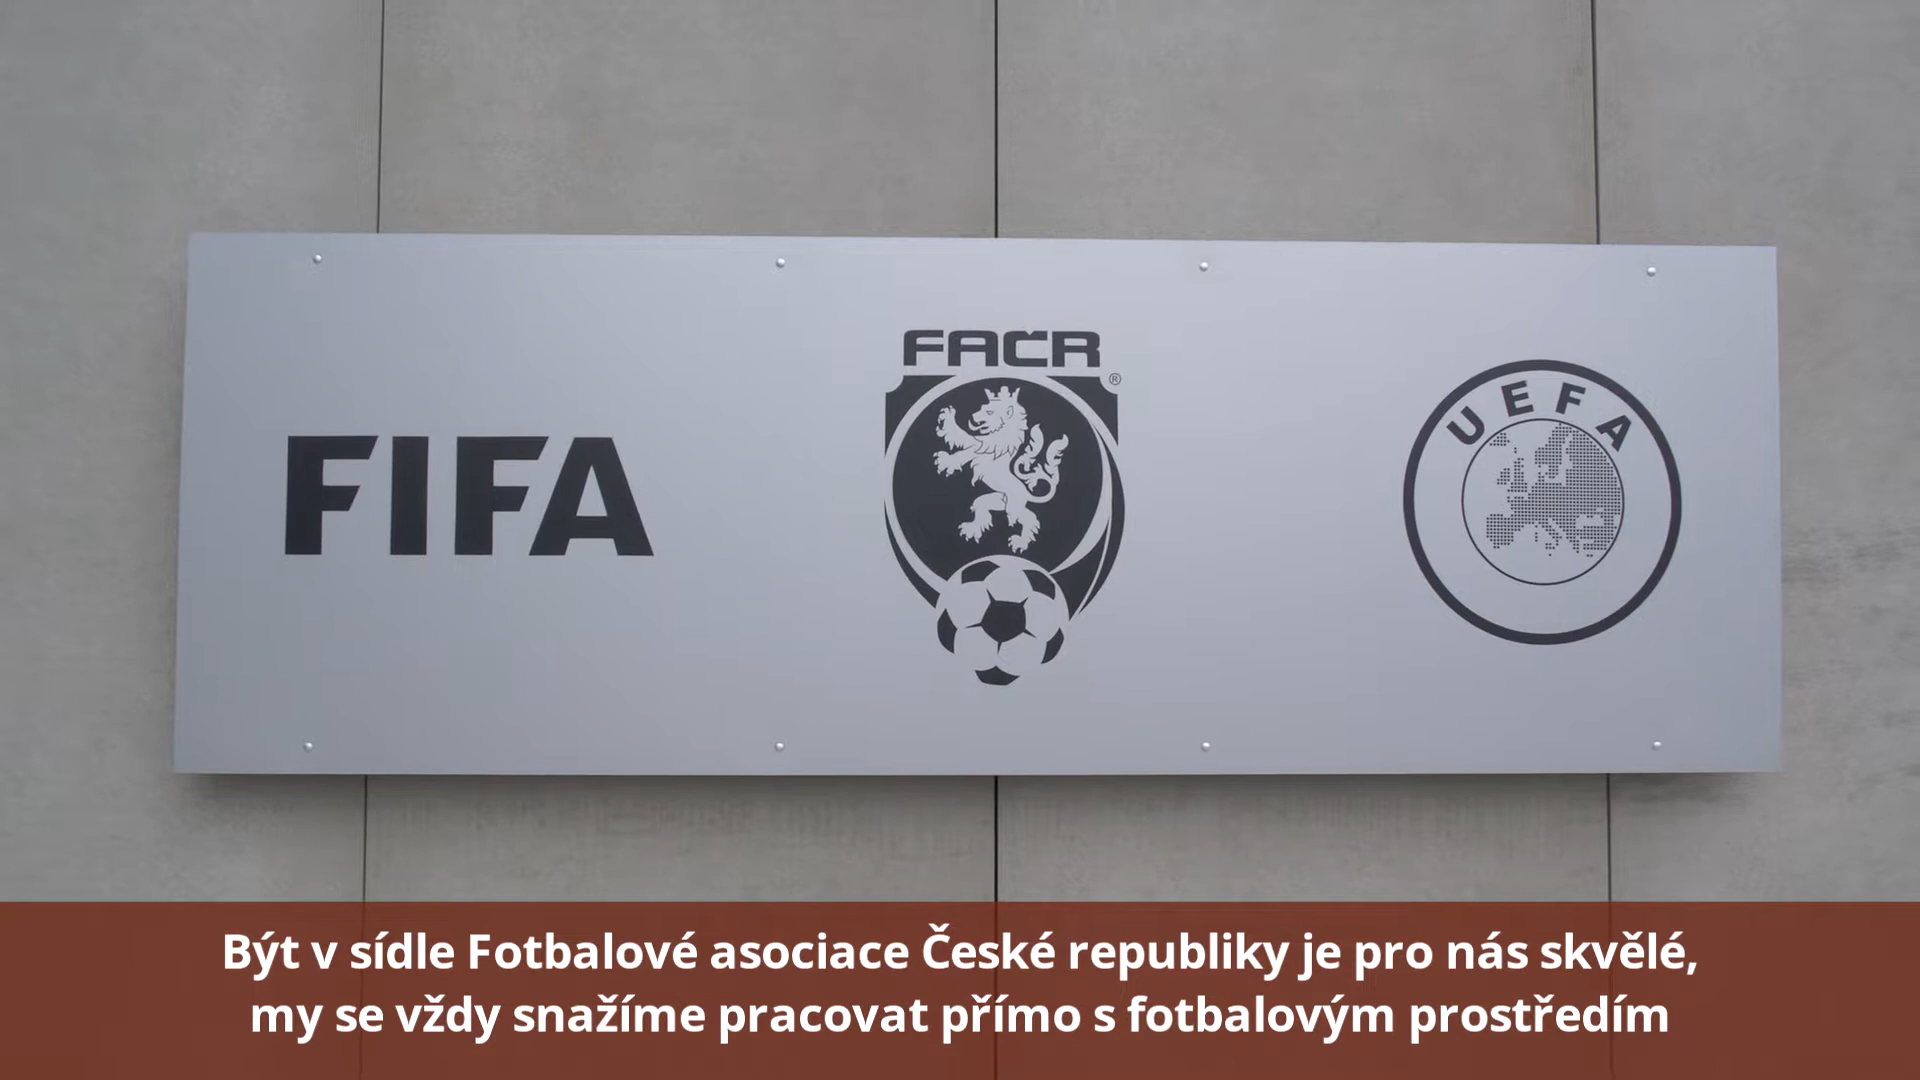 FIFA
FAČR
®
UEFA
Být v sídle Fotbalové asociace České republiky je pro nás skvělé,
my se vždy snažíme pracovat přímo s fotbalovým prostředím